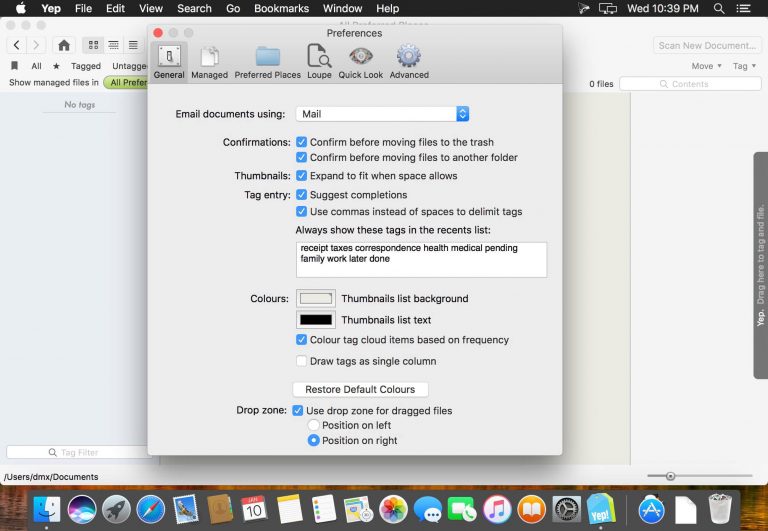 Yep File Edit View Search Go Bookmarks Window Help Wed 10:39 PM
All Preferred Places
Preferences
General Managed Preferred Places Loupe Quick Look Advanced
Scan New Document...
All Tagged Untagge
Move Tag
Show managed files in All Prefer
0 files
Contents
No tags
Email documents using: Mail
Confirmations: Confirm before moving files to the trash
Confirm before moving files to another folder
Thumbnails: Expand to fit when space allows
Tag entry: Suggest completions
Use commas instead of spaces to delimit tags
Always show these tags in the recents list:
receipt taxes correspondence health medical pending
family work later done
Colours: Thumbnails list background
Thumbnails list text
Colour tag cloud items based on frequency
Draw tags as single column
Restore Default Colours
Drop zone: Use drop zone for dragged files
Position on left
Position on right
Yep. Drag here to tag and file.
Tag Filter
/Users/dmx/Documents
JAN
10
Yep!